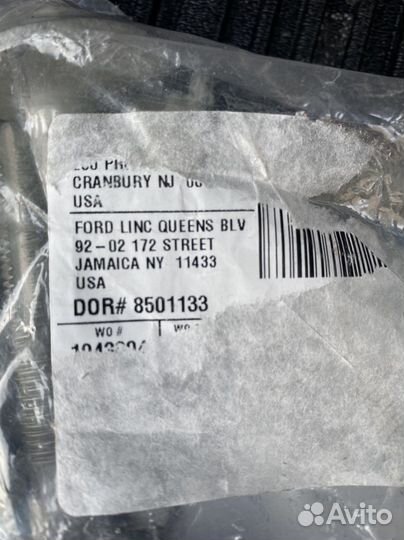 CRANBURY NJ
USA
FORD LINC QUEENS BLV
92-02 172 STREET
JAMAICA NY 11433
USA
DOR# 8501133
WO #
Avito